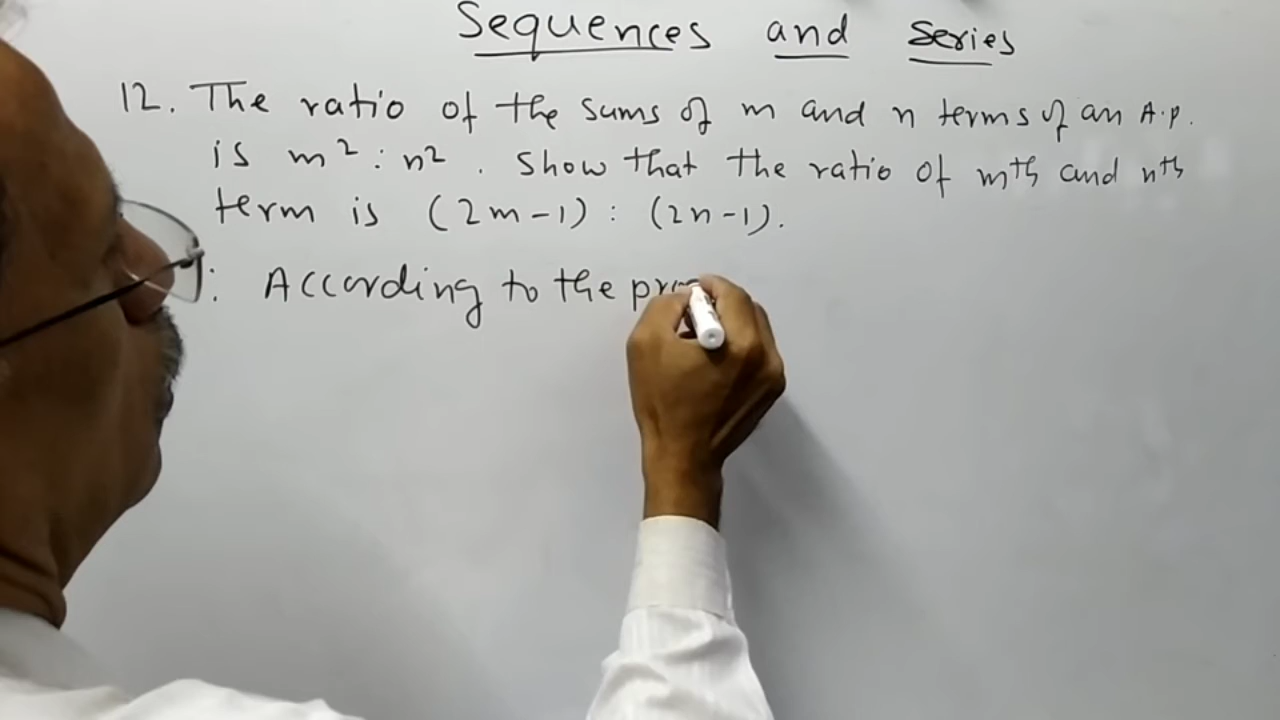 Sequences and Series
12. The ratio of the sums of m and n terms of an A.P.
is m² : n². Show that the ratio of mth and nth
term is (2m-1) : (2n-1).
: According to the